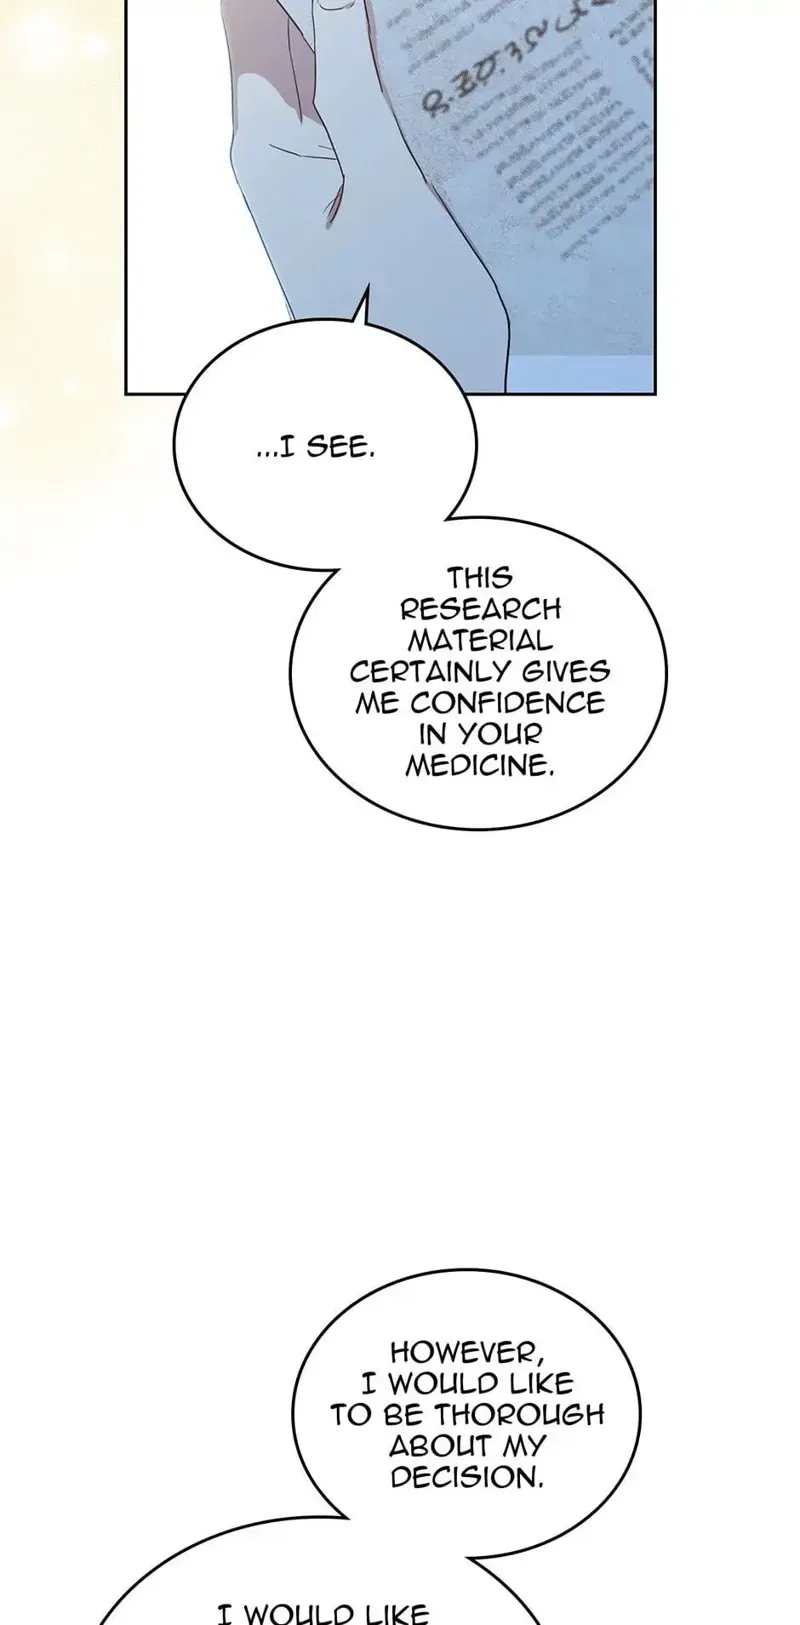 ...I SEE.
THIS
RESEARCH
MATERIAL
CERTAINLY GIVES
ME CONFIDENCE
IN YOUR
MEDICINE.
HOWEVER,
I WOULD LIKE
TO BE THOROUGH
ABOUT MY
DECISION.
I WOULD LIKE